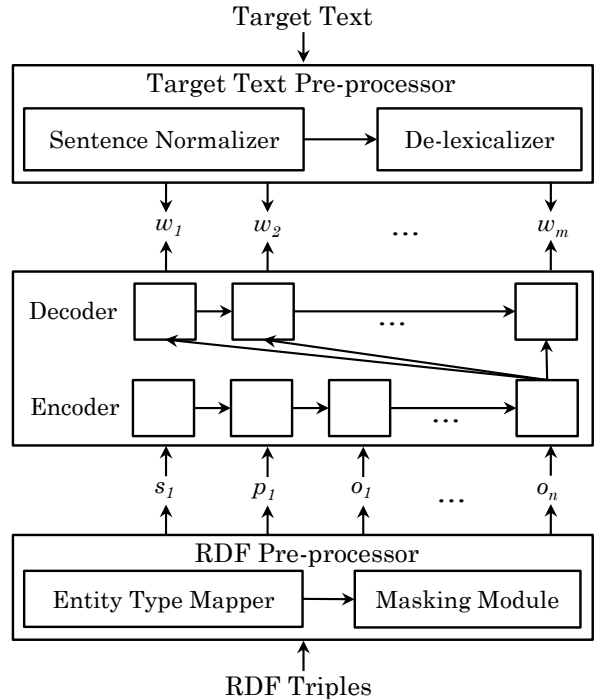 Target Text
Target Text Pre-processor
Sentence Normalizer
De-lexicalizer
w1 w2 ... wm
Decoder
...
Encoder
...
s1 p1 o1 ... on
RDF Pre-processor
Entity Type Mapper
Masking Module
RDF Triples